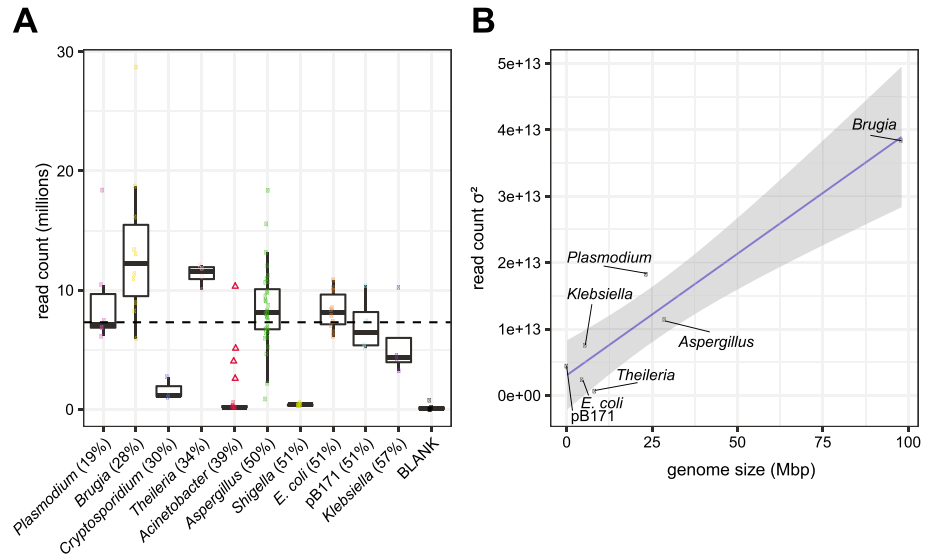 A
read count (millions)
30
20
10
0
Plasmodium (19%)
Brugia (28%)
Cryptosporidium (30%)
Theileria (34%)
Acinetobacter (39%)
Aspergillus (50%)
Shigella (51%)
E. coli (51%)
pB171 (51%)
Klebsiella (57%)
BLANK
B
read count σ²
5e+13
4e+13
3e+13
2e+13
1e+13
0e+00
Brugia
Plasmodium
Klebsiella
Aspergillus
Theileria
E. coli
pB171
0
25
50
75
100
genome size (Mbp)